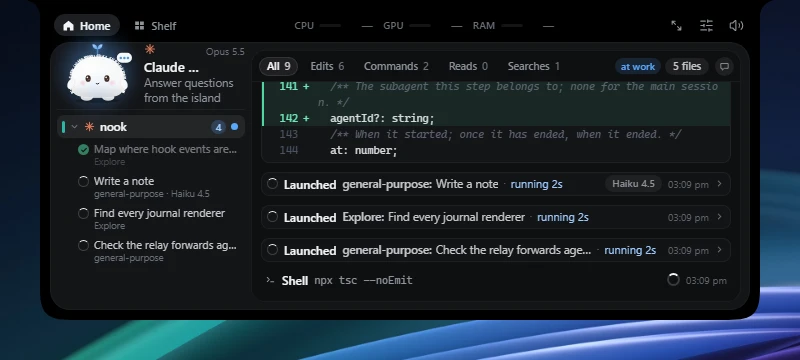 Home Shelf CPU — GPU — RAM —
Opus 5.5
Claude ...
Answer questions
from the island
nook 4
Map where hook events are...
Explore
Write a note
general-purpose · Haiku 4.5
Find every journal renderer
Explore
Check the relay forwards ag...
general-purpose
All 9 Edits 6 Commands 2 Reads 0 Searches 1 at work 5 files
141 + /** The subagent this step belongs to; none for the main sessio
n. */
142 + agentId?: string;
143 /** When it started; once it has ended, when it ended. */
144 at: number;
Launched general-purpose: Write a note · running 2s Haiku 4.5 03:09 pm
Launched Explore: Find every journal renderer · running 2s 03:09 pm
Launched general-purpose: Check the relay forwards age... · running 2s 03:09 pm
Shell npx tsc --noEmit 03:09 pm